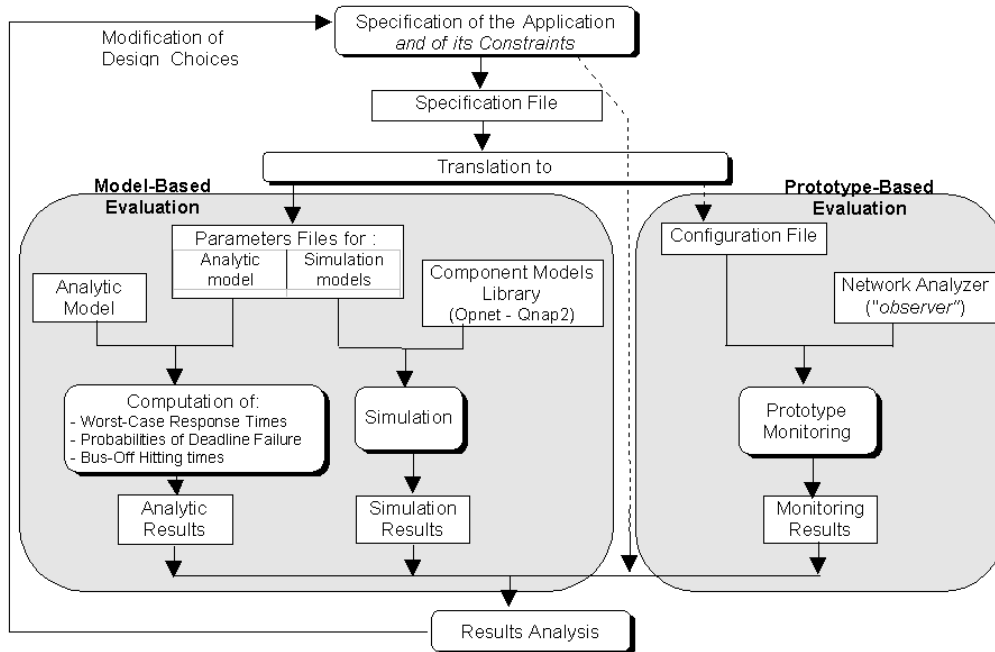 Specification of the Application
and of its Constraints
Modification of
Design Choices
Specification File
Translation to
Model-Based
Evaluation
Prototype-Based
Evaluation
Parameters Files for :
Analytic
model
Simulation
models
Configuration File
Analytic
Model
Component Models
Library
(Opnet - Qnap2)
Network Analyzer
("observer")
Computation of:
- Worst-Case Response Times
- Probabilities of Deadline Failure
- Bus-Off Hitting times
Simulation
Prototype
Monitoring
Analytic
Results
Simulation
Results
Monitoring
Results
Results Analysis